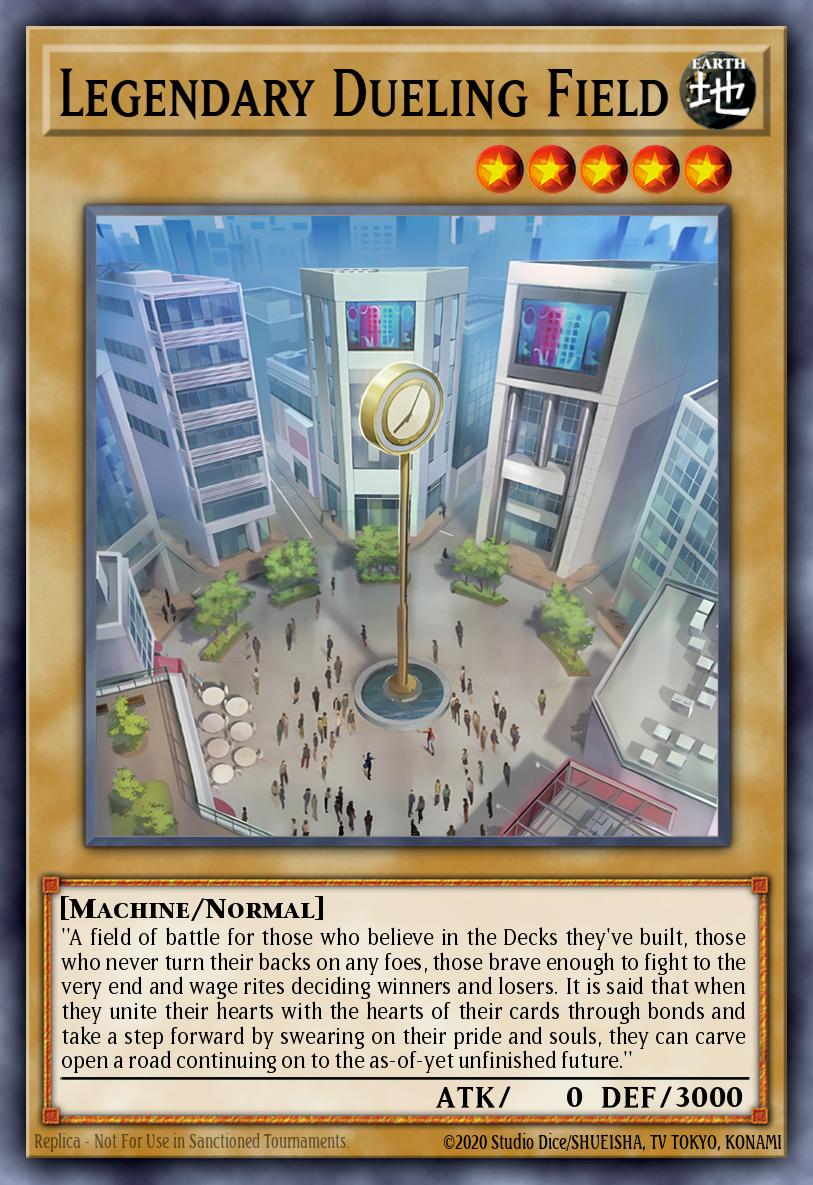 Legendary Dueling Field
EARTH
地
[Machine/Normal]
"A field of battle for those who believe in the Decks they've built, those
who never turn their backs on any foes, those brave enough to fight to the
very end and wage rites deciding winners and losers. It is said that when
they unite their hearts with the hearts of their cards through bonds and
take a step forward by swearing on their pride and souls, they can carve
open a road continuing on to the as-of-yet unfinished future."
ATK/ 0 DEF/3000
Replica - Not For Use in Sanctioned Tournaments.
©2020 Studio Dice/SHUEISHA, TV TOKYO, KONAMI